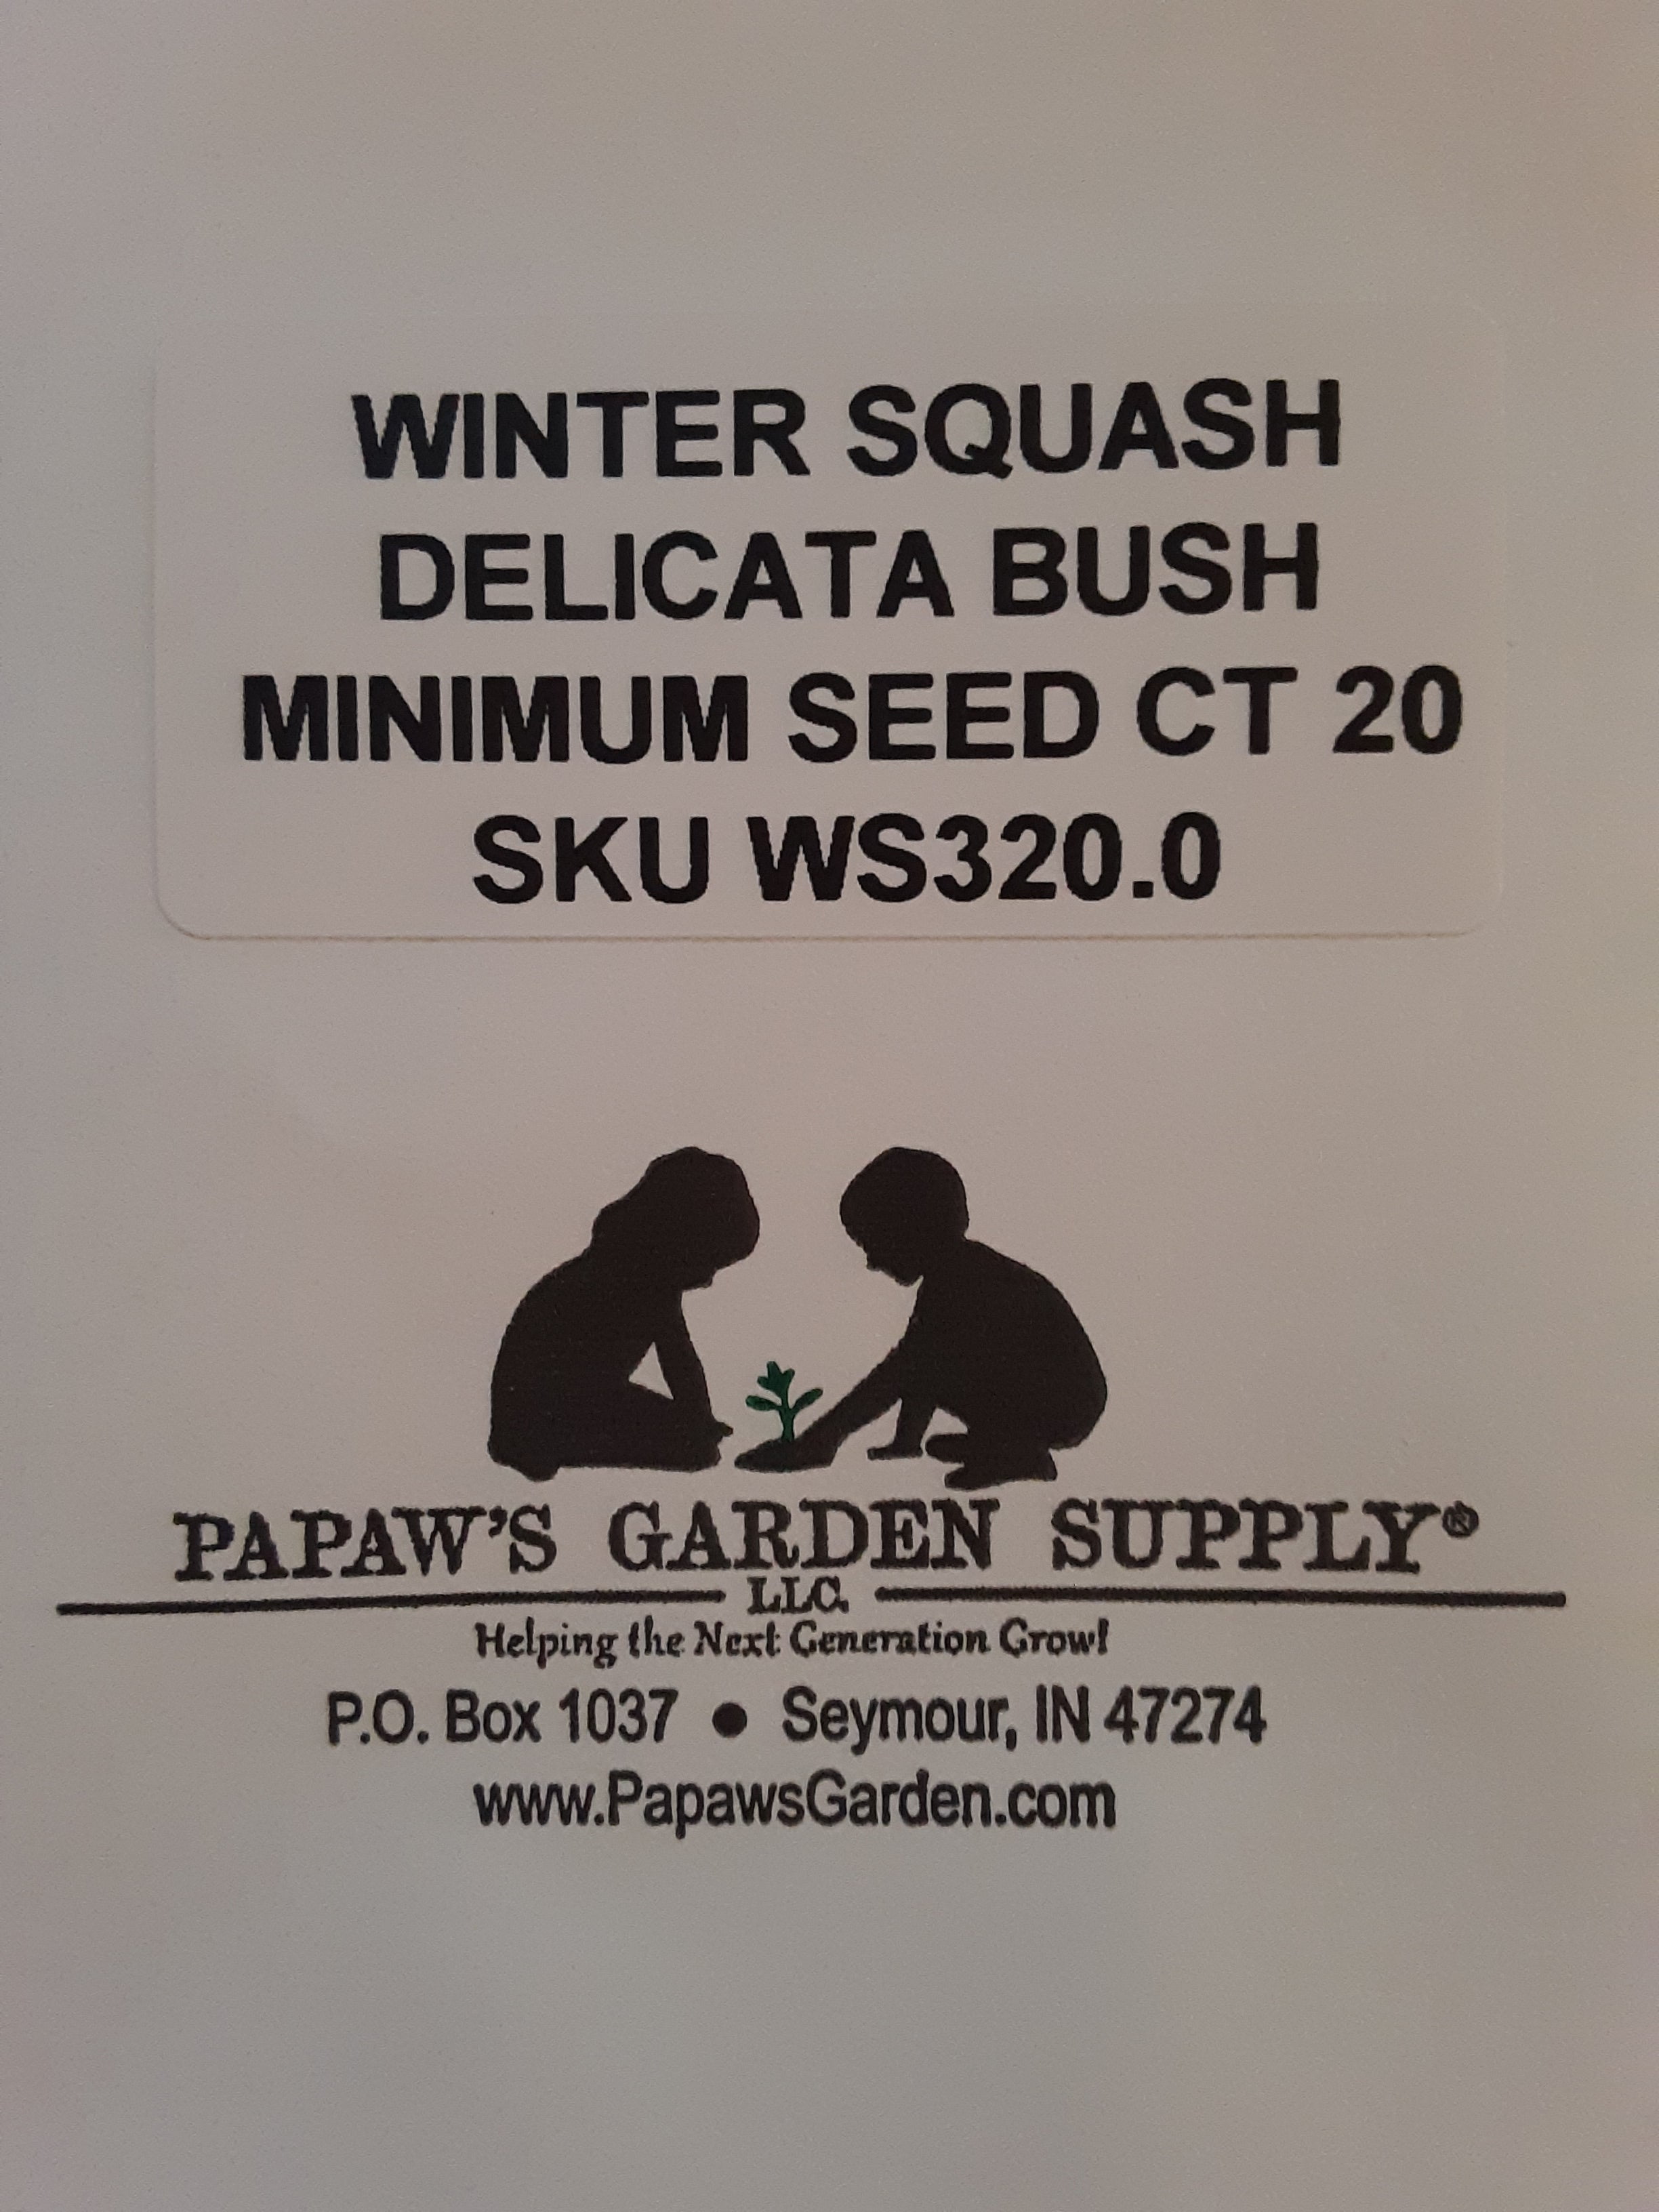 WINTER SQUASH
DELICATA BUSH
MINIMUM SEED CT 20
SKU WS320.0
PAPAW'S GARDEN SUPPLY®
LLC.
Helping the Next Generation Grow!
P.O. Box 1037 ● Seymour, IN 47274
www.PapawsGarden.com